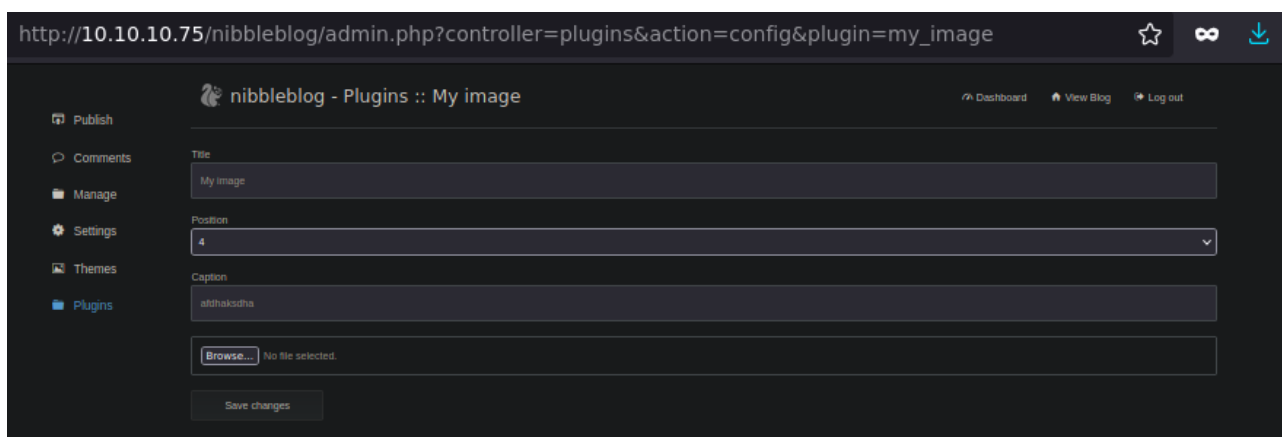 http://10.10.10.75/nibbleblog/admin.php?controller=plugins&action=config&plugin=my_image
nibbleblog - Plugins :: My image
Dashboard View Blog Log out
Publish
Comments
Manage
Settings
Themes
Plugins
Title
My image
Position
4
Caption
afdhaksdha
Browse... No file selected.
Save changes